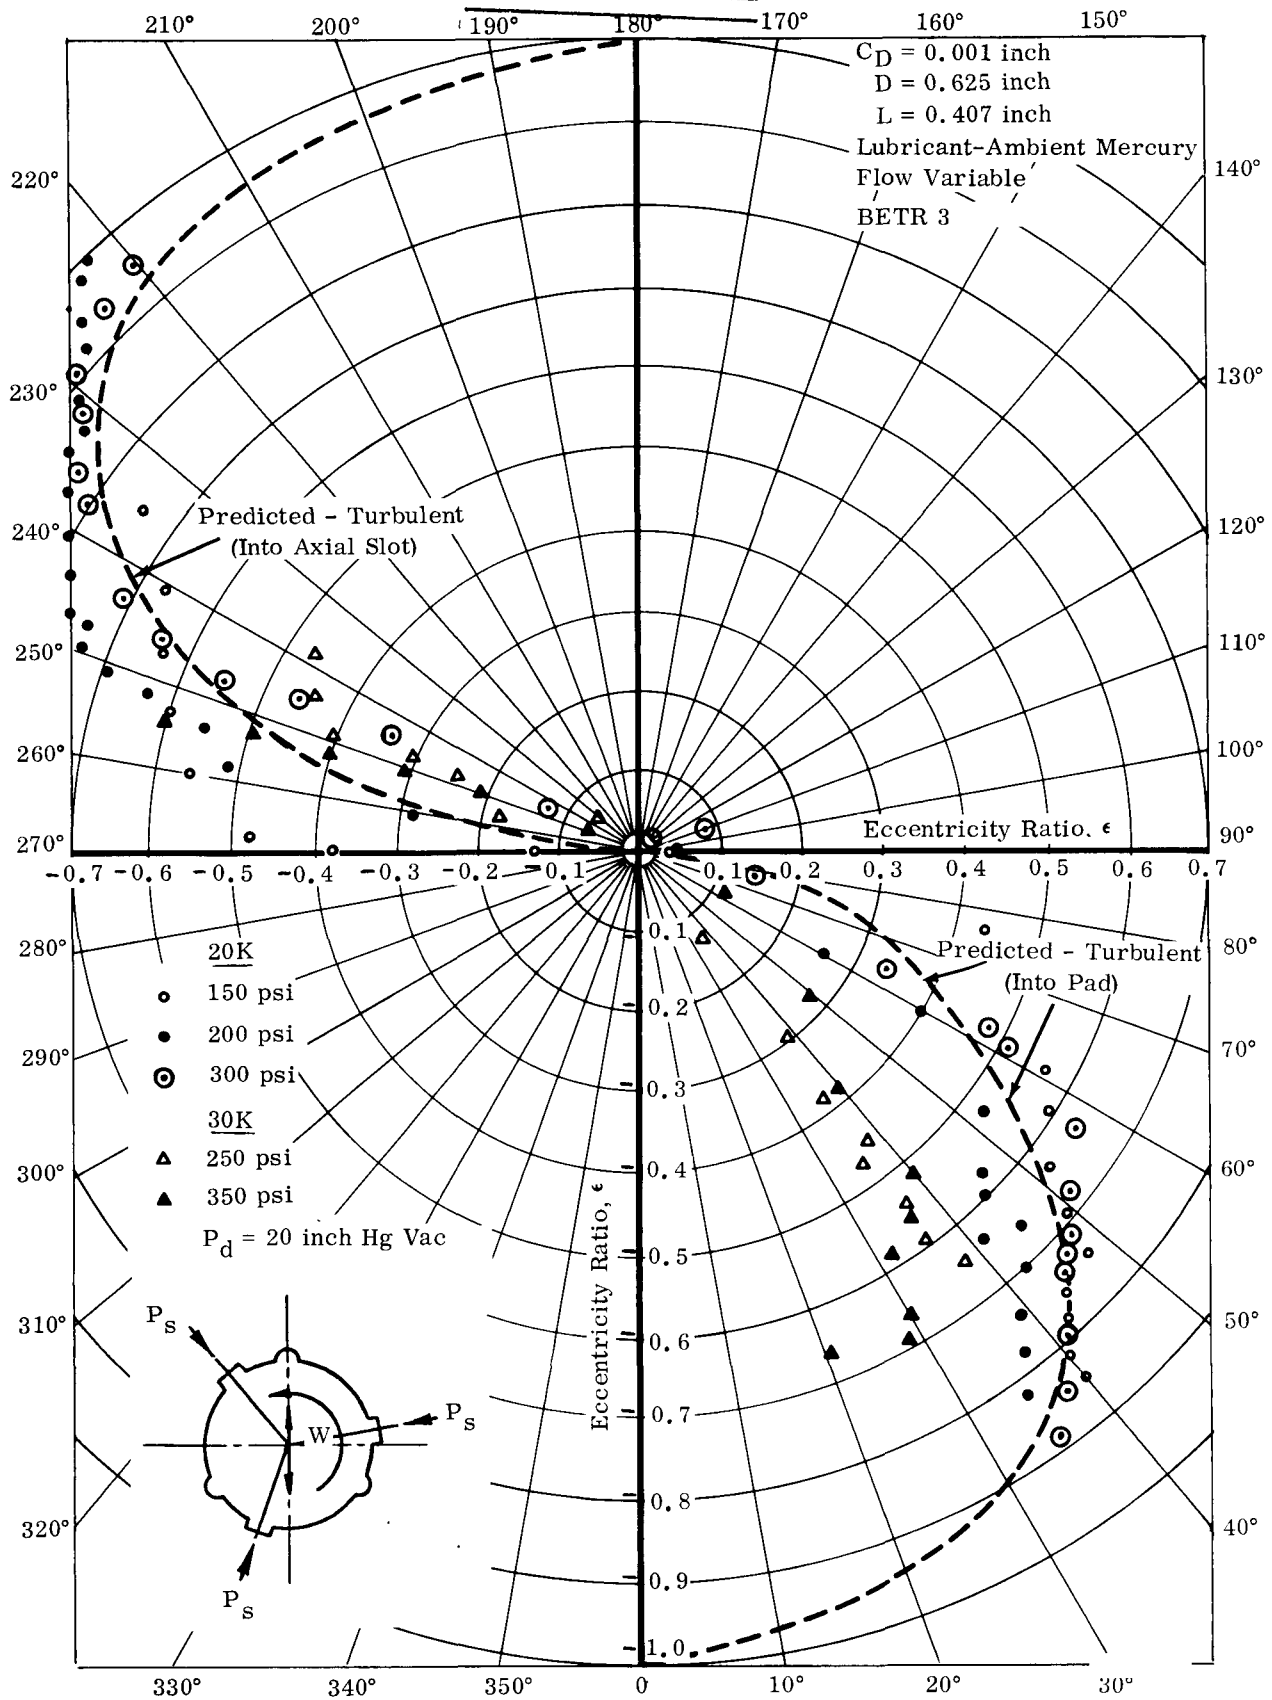 210° 200° 190° 180° 170° 160° 150°
C_D = 0.001 inch
D = 0.625 inch
L = 0.407 inch
Lubricant-Ambient Mercury
Flow Variable
BETR 3
220° 140°
230° 130°
240° 120°
Predicted - Turbulent
(Into Axial Slot)
250° 110°
260° 100°
270° 90°
Eccentricity Ratio. ϵ
-0.7 -0.6 -0.5 -0.4 -0.3 -0.2 0.1 0.1 0.2 0.3 0.4 0.5 0.6 0.7
280° 80°
290° 70°
300° 60°
310° 50°
320° 40°
0.1
0.2
0.3
0.4
0.5
0.6
0.7
0.8
0.9
1.0
Eccentricity Ratio, ϵ
Predicted - Turbulent
(Into Pad)
20K
150 psi
200 psi
300 psi
30K
250 psi
350 psi
P_d = 20 inch Hg Vac
P_s
P_s
W
P_s
330° 340° 350° 0 10° 20° 30°